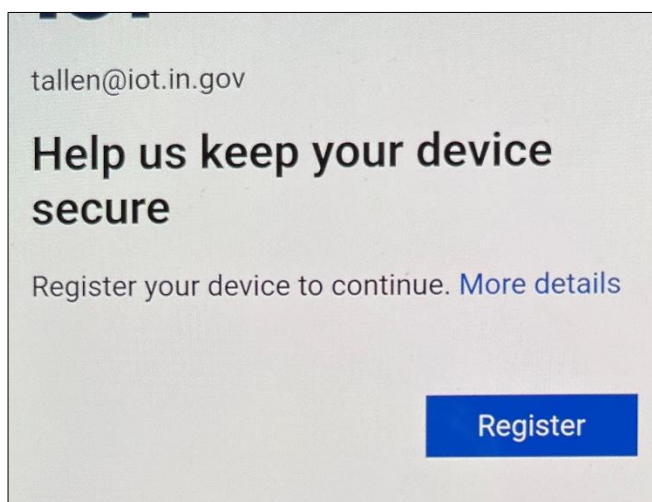 tallen@iot.in.gov
Help us keep your device
secure
Register your device to continue. More details
Register